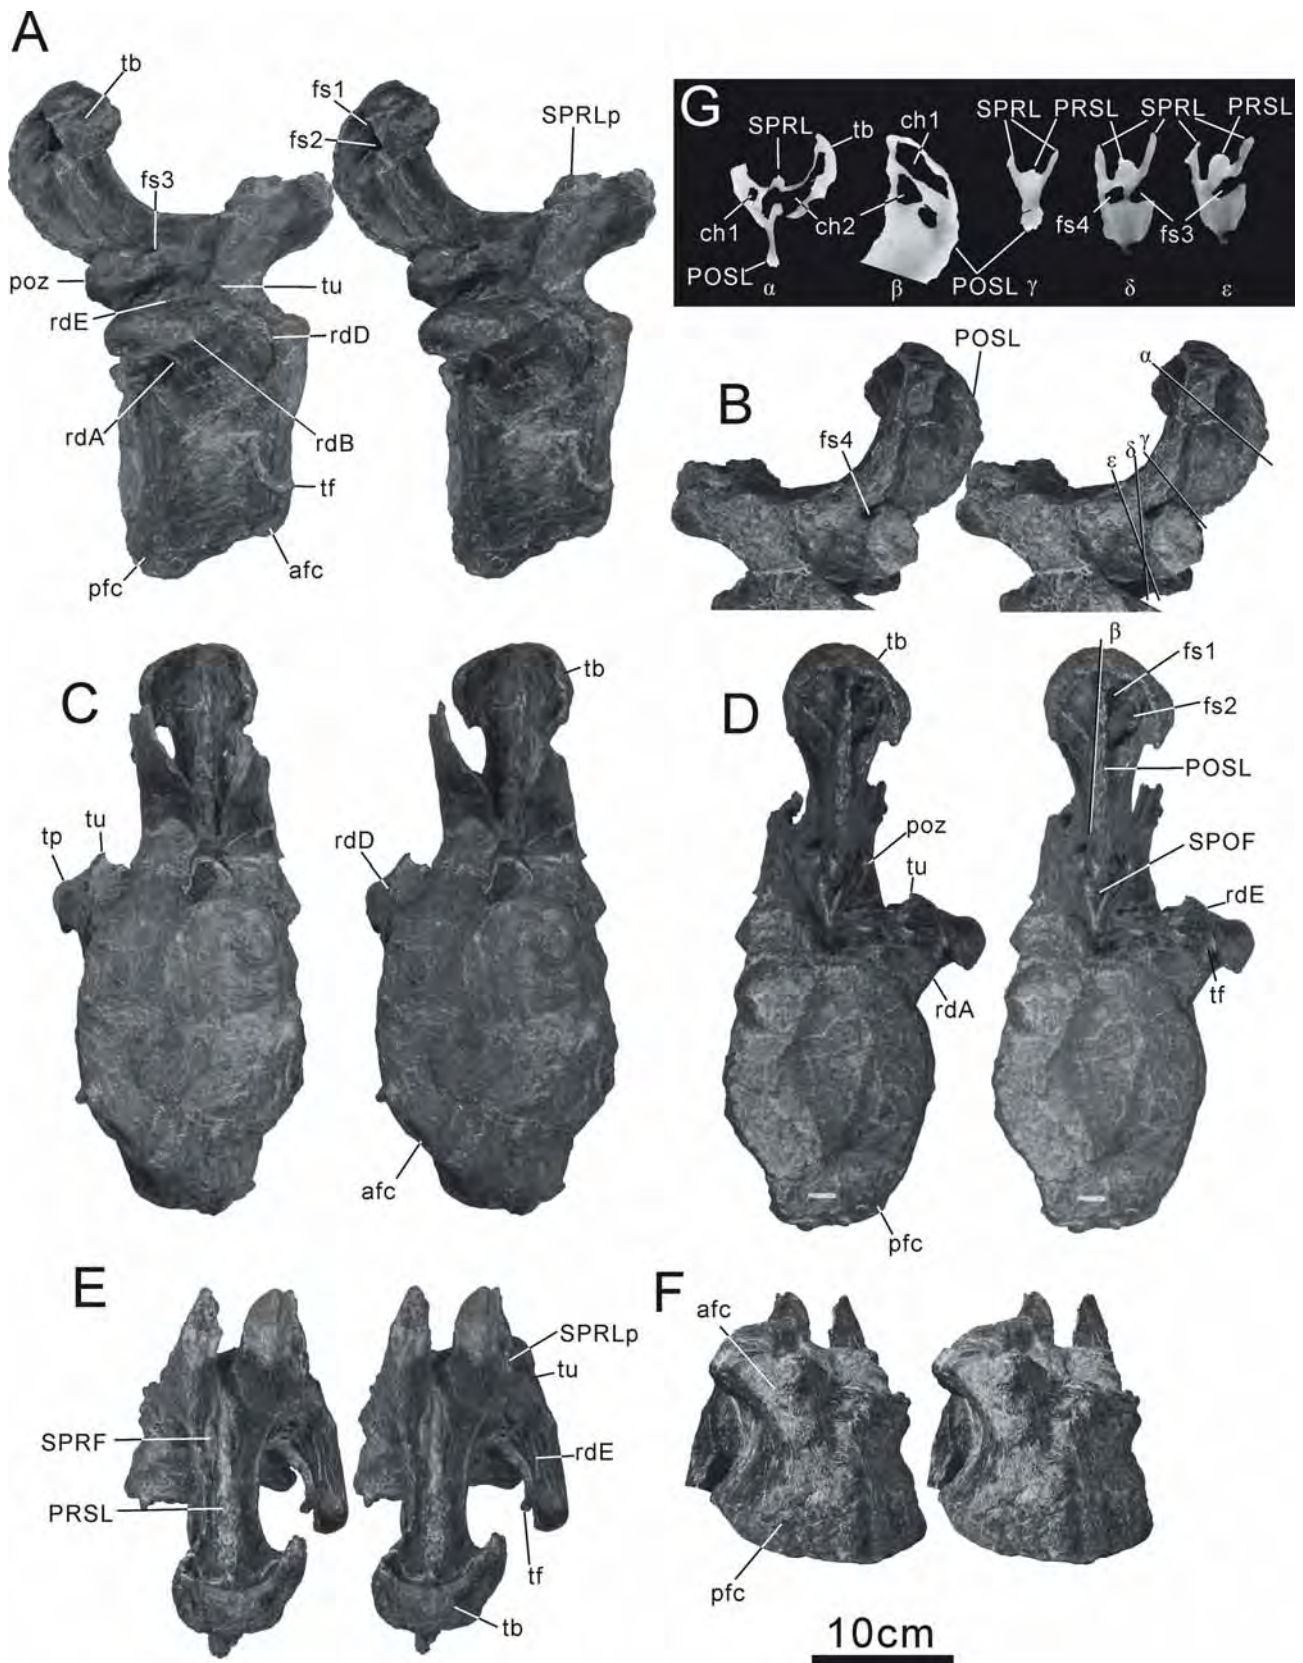 A
tb
fs1
fs2
SPRLp
fs3
poz
tu
rdE
rdD
rdA
rdB
tf
pfc
afc
G
SPRL
tb
ch1
SPRL PRSL SPRL PRSL
ch1
ch2
fs4
fs3
POSL
POSL
α
β
γ
δ
ε
B
POSL
fs4
α
ε
δ
γ
C
tb
tp
tu
rdD
afc
D
tb
β
fs1
fs2
POSL
poz
SPOF
tu
rdE
rdA
tf
pfc
E
SPRLp
tu
SPRF
rdE
PRSL
tf
tb
F
afc
pfc
10cm